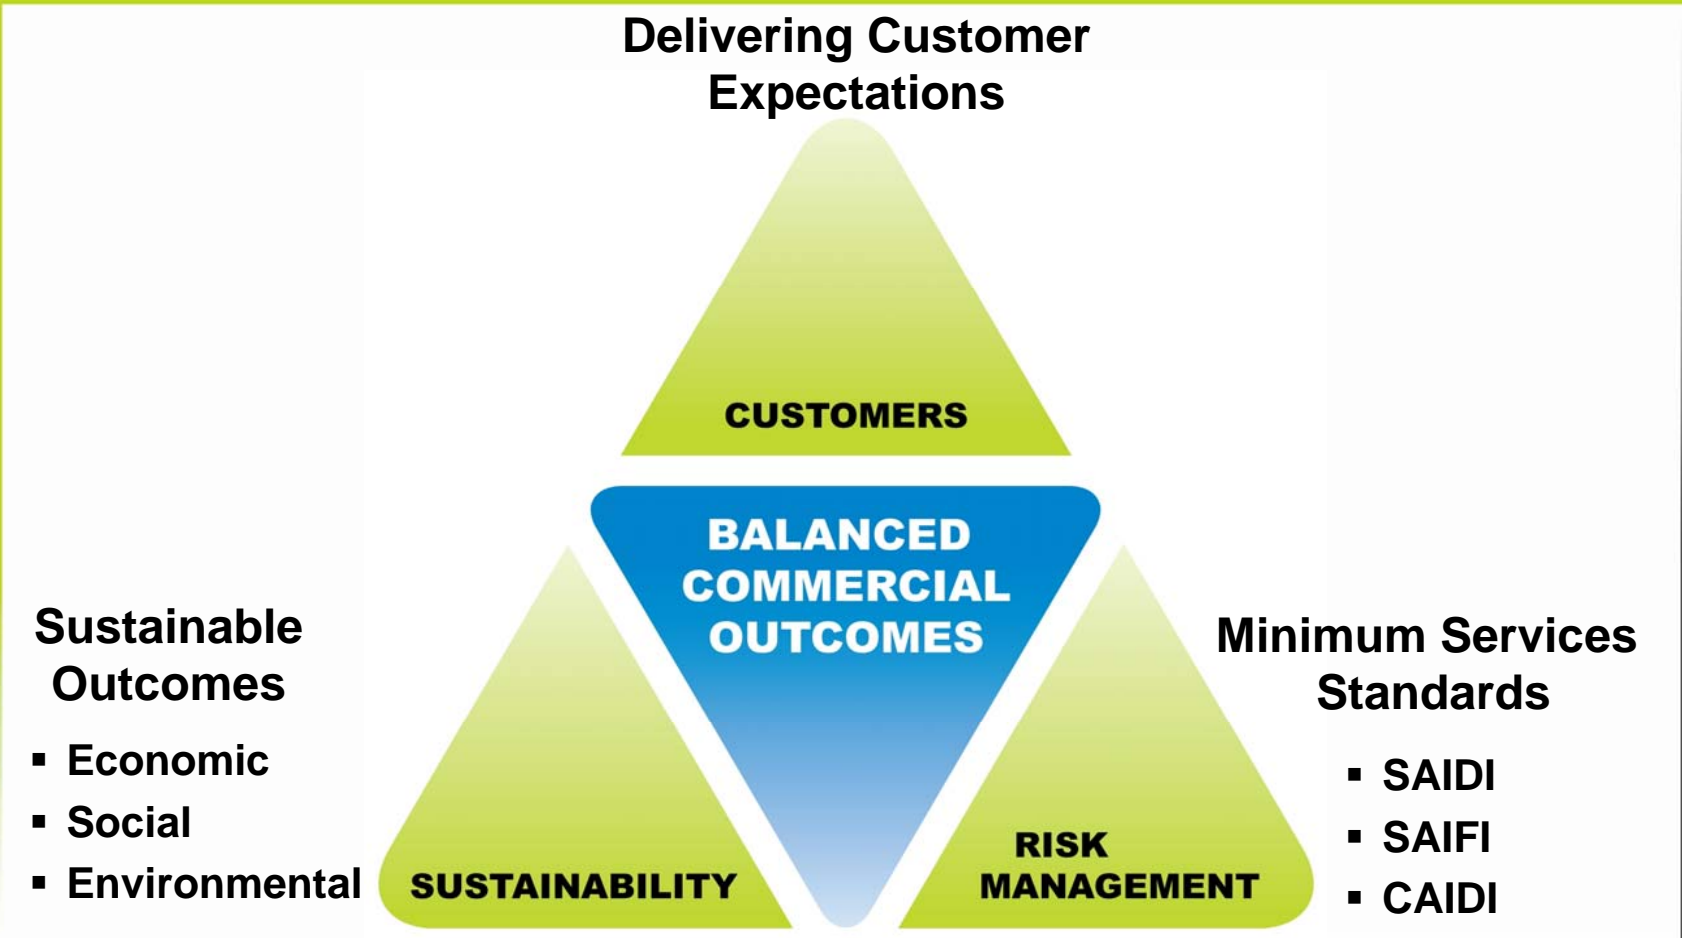 Delivering Customer
Expectations
CUSTOMERS
BALANCED
COMMERCIAL
OUTCOMES
Sustainable
Outcomes
▪ Economic
▪ Social
▪ Environmental
SUSTAINABILITY
RISK
MANAGEMENT
Minimum Services
Standards
▪ SAIDI
▪ SAIFI
▪ CAIDI